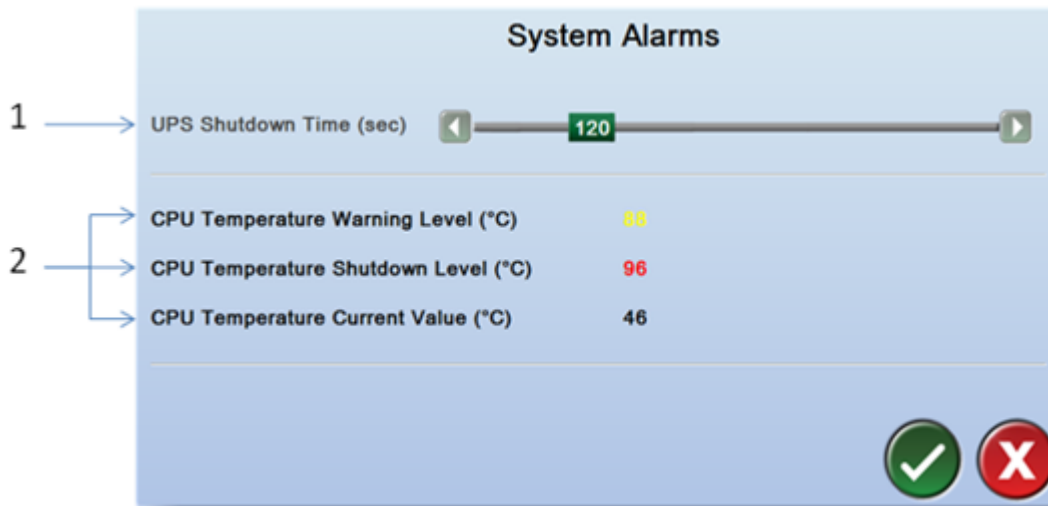 System Alarms
1 UPS Shutdown Time (sec) 120
CPU Temperature Warning Level (°C) 88
2 CPU Temperature Shutdown Level (°C) 96
CPU Temperature Current Value (°C) 46
X